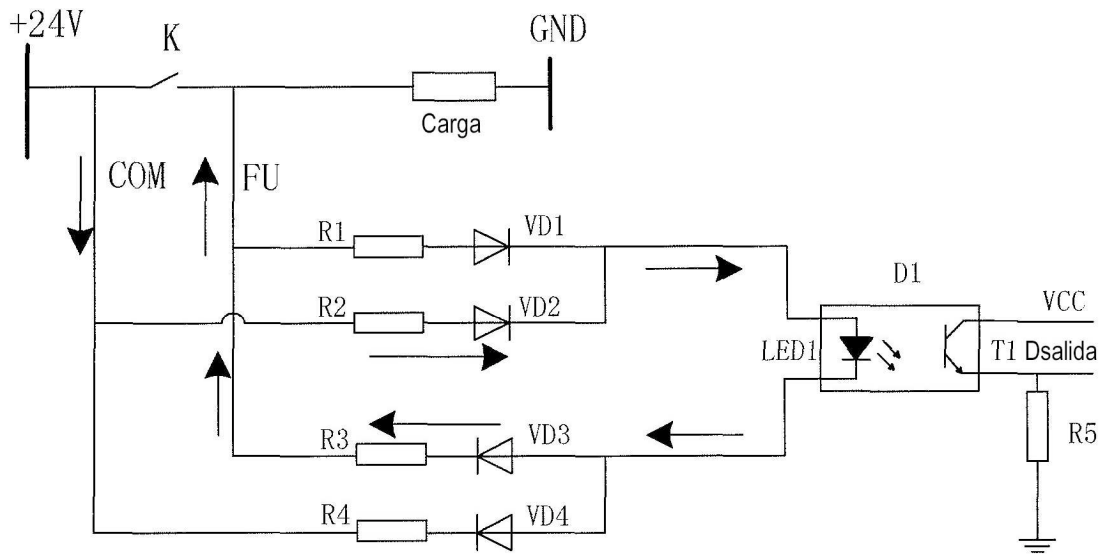 +24V
K
GND
Carga
COM
FU
R1
VD1
R2
VD2
D1
VCC
LED1
T1
Dsalida
R3
VD3
R5
R4
VD4